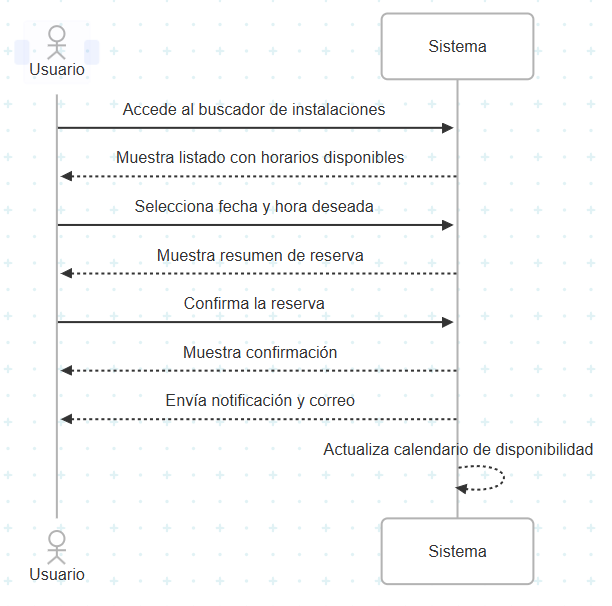 Usuario
Sistema
Accede al buscador de instalaciones
Muestra listado con horarios disponibles
Selecciona fecha y hora deseada
Muestra resumen de reserva
Confirma la reserva
Muestra confirmación
Envía notificación y correo
Actualiza calendario de disponibilidad
Usuario
Sistema